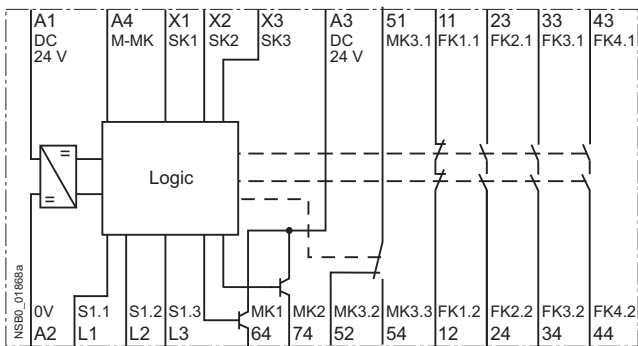 A1 A4 X1 X2 X3 A3 51 11 23 33 43
DC M-MK SK1 SK2 SK3 DC MK3.1 FK1.1 FK2.1 FK3.1 FK4.1
24 V 24 V
=
=
Logic
NSB0_01868a
0V S1.1 S1.2 S1.3 MK1 MK2 MK3.2 MK3.3 FK1.2 FK2.2 FK3.2 FK4.2
A2 L1 L2 L3 64 74 52 54 12 24 34 44